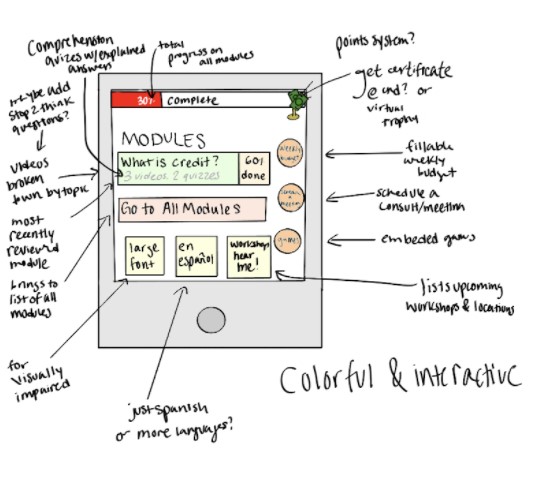 Comprehension
quizes w/explained
answers
total
progress on
all modules
points system?
get certificate
@ end? or
virtual
trophy
maybe add
stop 2 think
questions?
videos
broken
down by topic
most
recently
reviewed
module
brings to
list of all
modules
for
visually
impaired
30%
complete
MODULES
What is credit?
3 videos. 2 quizzes
60%
done
Go to All Modules
large
font
en
español
workshops
near
me!
weekly
budget
schedule
a
meeting
games
fillable
weekly
budget
schedule a
consult/meeting
embeded games
lists upcoming
workshops & locations
just spanish
or more languages?
Colorful & interactive